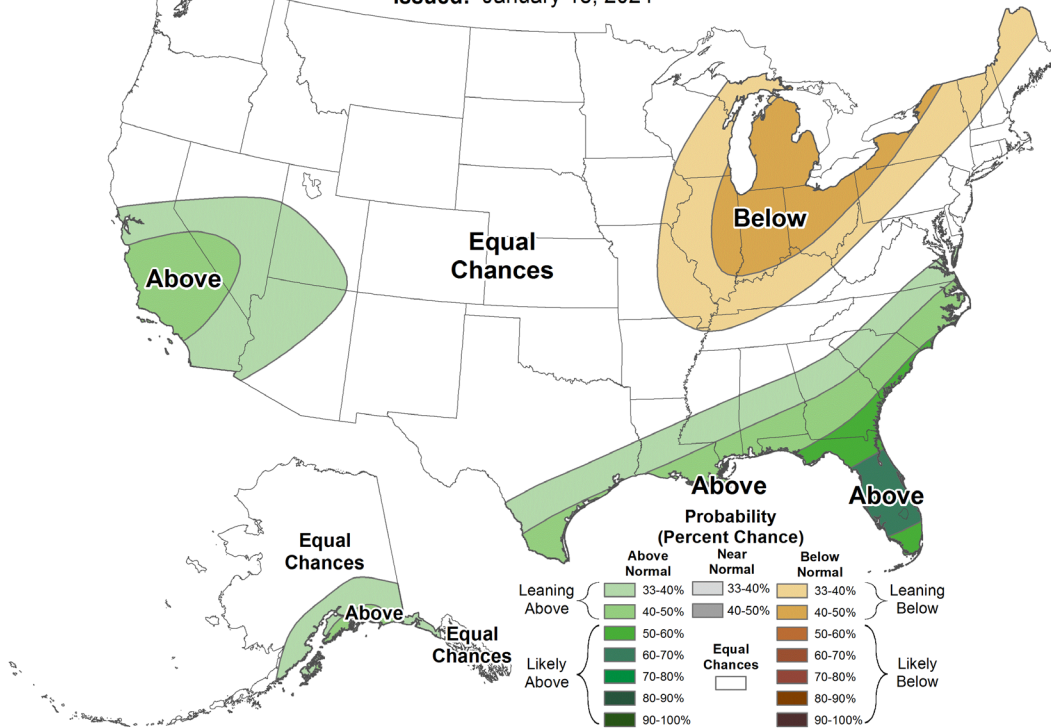 Issued:
Equal
Chances
Below
Above
Above
Above
Equal
Chances
Above
Equal
Chances
Probability
(Percent Chance)
Above
Normal
Near
Normal
Below
Normal
Leaning
Above
33-40%
33-40%
33-40%
Leaning
Below
40-50%
40-50%
40-50%
Likely
Above
50-60%
50-60%
60-70%
Equal
Chances
60-70%
Likely
Below
70-80%
70-80%
80-90%
80-90%
90-100%
90-100%